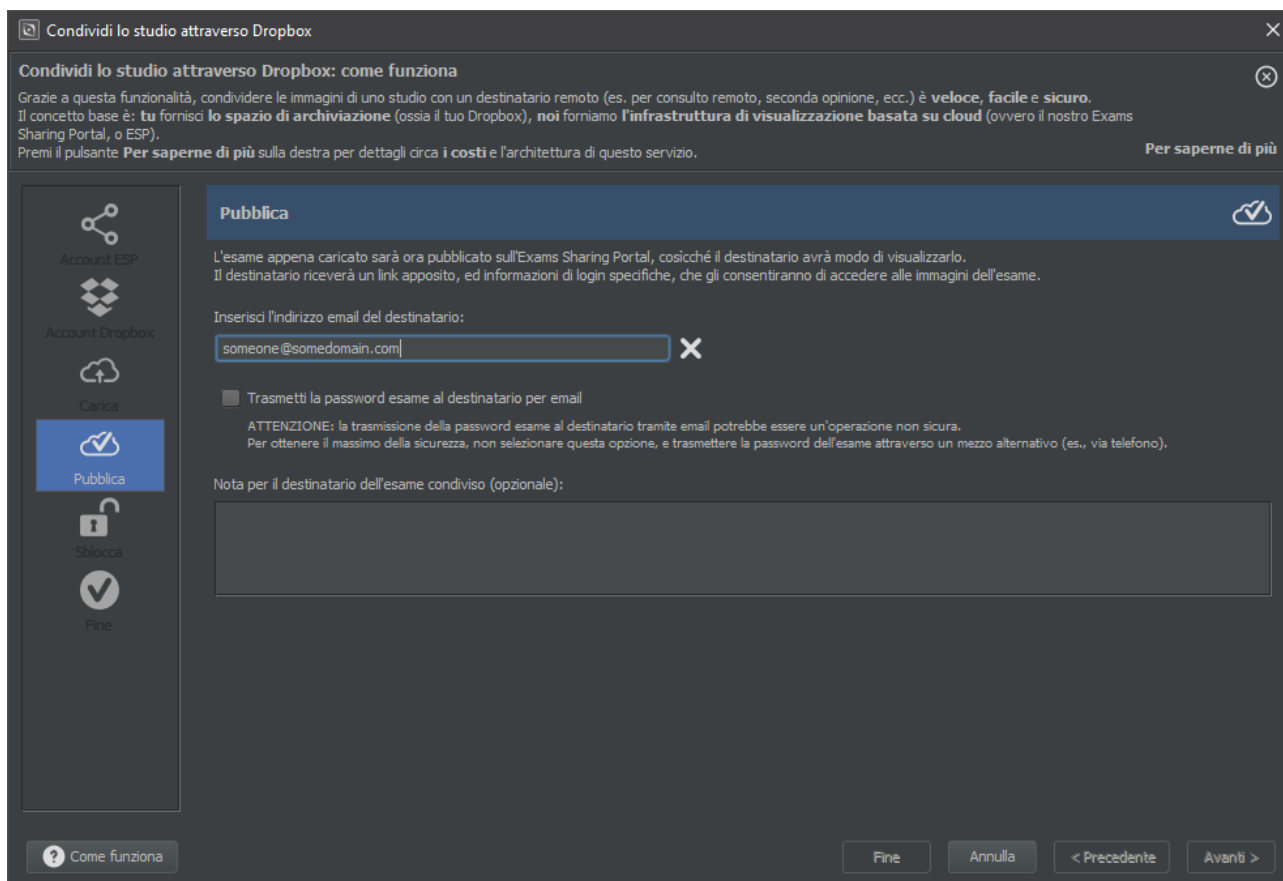 Condividi lo studio attraverso Dropbox
Condividi lo studio attraverso Dropbox: come funziona
Grazie a questa funzionalità, condividere le immagini di uno studio con un destinatario remoto (es. per consulto remoto, seconda opinione, ecc.) è veloce, facile e sicuro.
Il concetto base è: tu fornisci lo spazio di archiviazione (ossia il tuo Dropbox), noi forniamo l'infrastruttura di visualizzazione basata su cloud (ovvero il nostro Exams
Sharing Portal, o ESP).
Premi il pulsante Per saperne di più sulla destra per dettagli circa i costi e l'architettura di questo servizio.
Per saperne di più
Account ESP
Account Dropbox
Carica
Pubblica
Sblocca
Fine
Pubblica
L'esame appena caricato sarà ora pubblicato sull'Exams Sharing Portal, cosìcché il destinatario avrà modo di visualizzarlo.
Il destinatario riceverà un link apposito, ed informazioni di login specifiche, che gli consentiranno di accedere alle immagini dell'esame.
Inserisci l'indirizzo email del destinatario:
someone@somedomain.com
Trasmetti la password esame al destinatario per email
ATTENZIONE: la trasmissione della password esame al destinatario tramite email potrebbe essere un'operazione non sicura.
Per ottenere il massimo della sicurezza, non selezionare questa opzione, e trasmettere la password dell'esame attraverso un mezzo alternativo (es., via telefono).
Nota per il destinatario dell'esame condiviso (opzionale):
? Come funziona
Fine
Annulla
< Precedente
Avanti >